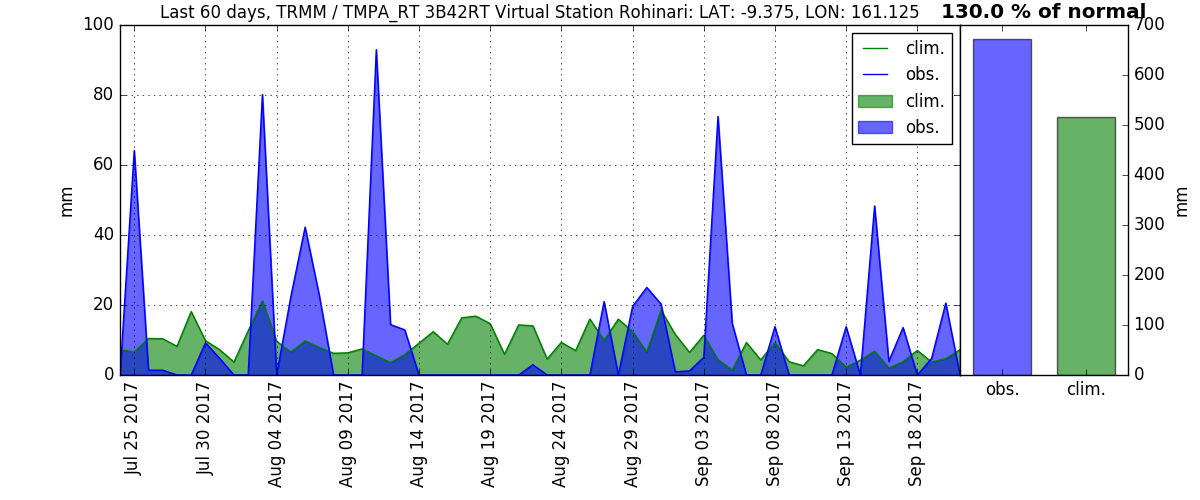 Last 60 days, TRMM / TMPA_RT 3B42RT Virtual Station Rohinari: LAT: -9.375, LON: 161.125
130.0 % of normal
100
80
60
40
20
0
mm
clim.
obs.
clim.
obs.
700
600
500
400
300
200
100
0
mm
obs.
clim.
Jul 25 2017
Jul 30 2017
Aug 04 2017
Aug 09 2017
Aug 14 2017
Aug 19 2017
Aug 24 2017
Aug 29 2017
Sep 03 2017
Sep 08 2017
Sep 13 2017
Sep 18 2017